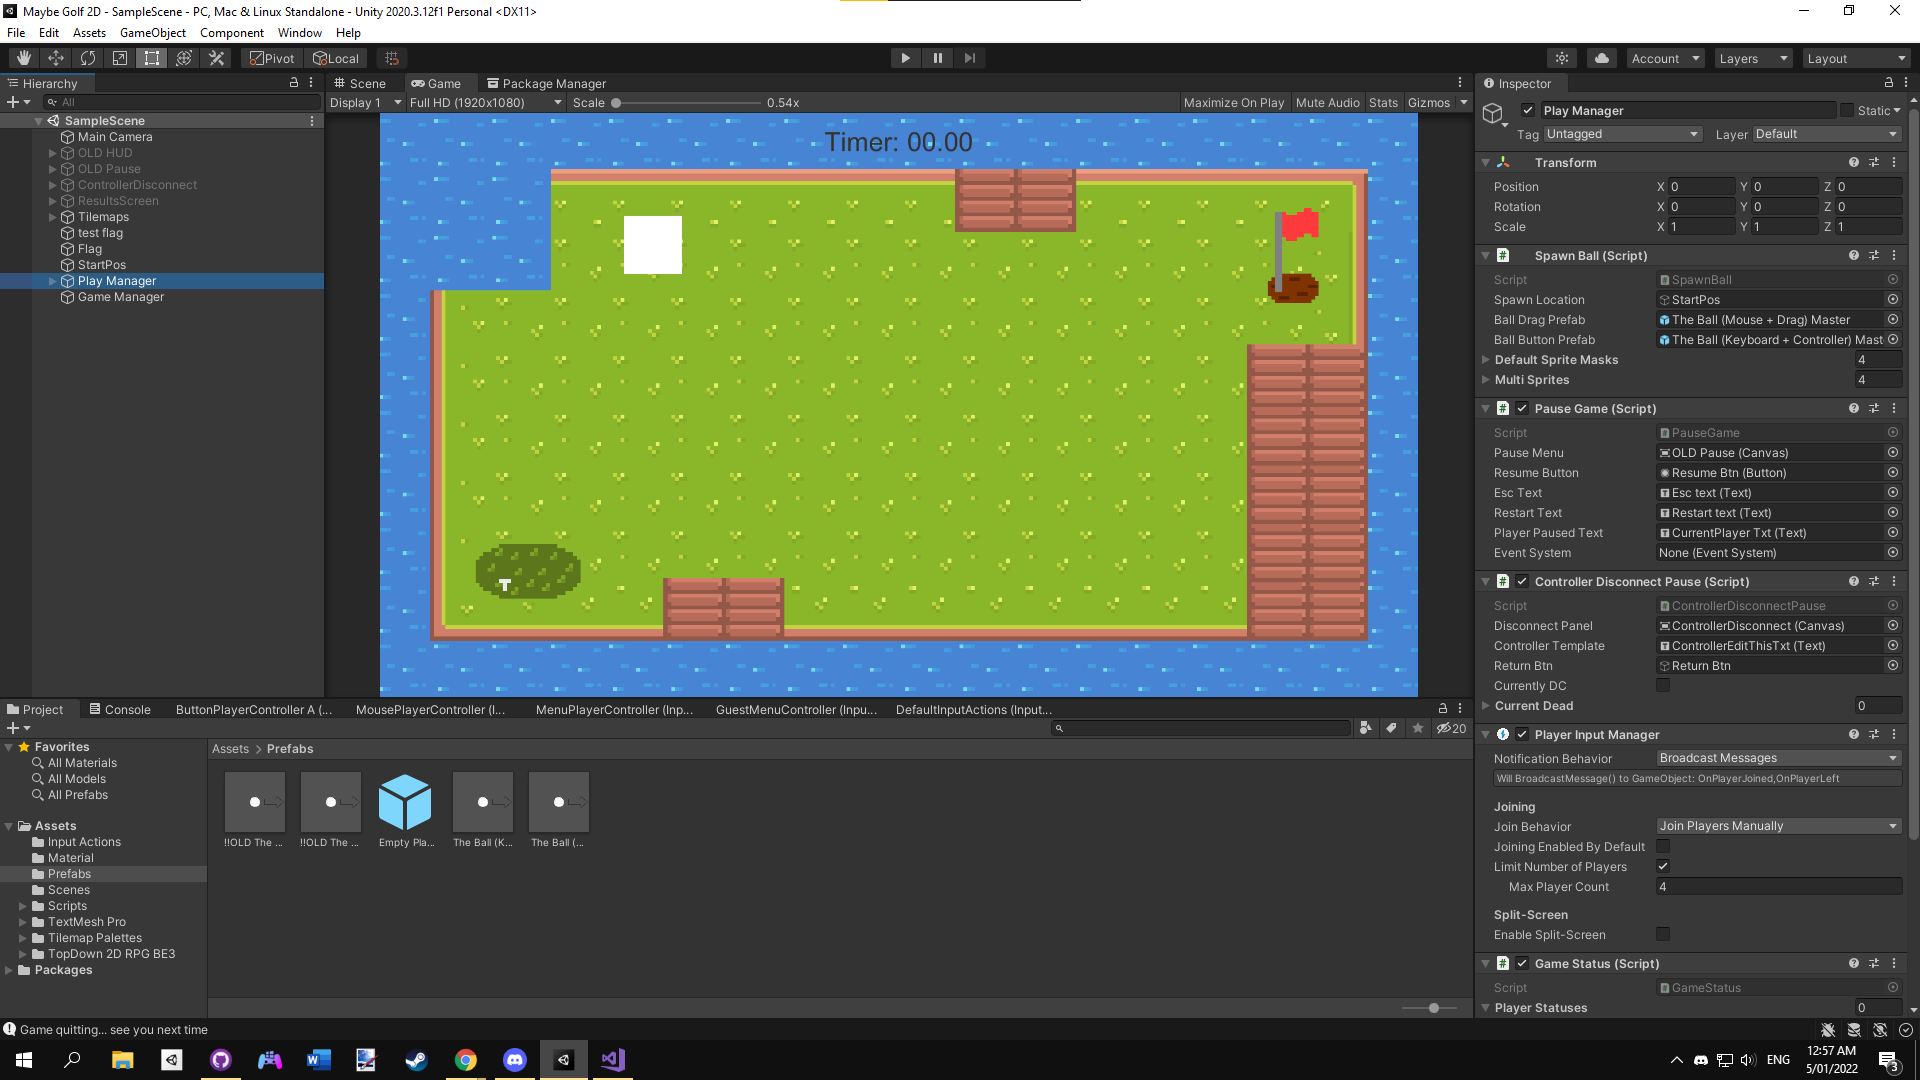 Maybe Golf 2D - SampleScene - PC, Mac & Linux Standalone - Unity 2020.3.12f1 Personal <DX11>
File Edit Assets GameObject Component Window Help
Pivot Local Account Layers Layout
Hierarchy
All
SampleScene
Main Camera
OLD HUD
OLD Pause
ControllerDisconnect
ResultsScreen
Tilemaps
test flag
Flag
StartPos
Play Manager
Game Manager
Scene Game Package Manager
Display 1 Full HD (1920x1080) Scale 0.54x Maximize On Play Mute Audio Stats Gizmos
Timer: 00.00
T
Inspector
Play Manager Static
Tag Untagged Layer Default
Transform
Position X 0 Y 0 Z 0
Rotation X 0 Y 0 Z 0
Scale X 1 Y 1 Z 1
Spawn Ball (Script)
Script SpawnBall
Spawn Location StartPos
Ball Drag Prefab The Ball (Mouse + Drag) Master
Ball Button Prefab The Ball (Keyboard + Controller) Mast
Default Sprite Masks 4
Multi Sprites 4
Pause Game (Script)
Script PauseGame
Pause Menu OLD Pause (Canvas)
Resume Button Resume Btn (Button)
Esc Text Esc text (Text)
Restart Text Restart text (Text)
Player Paused Text CurrentPlayer Txt (Text)
Event System None (Event System)
Controller Disconnect Pause (Script)
Script ControllerDisconnectPause
Disconnect Panel ControllerDisconnect (Canvas)
Controller Template ControllerEditThisTxt (Text)
Return Btn Return Btn
Currently DC
Current Dead 0
Player Input Manager
Notification Behavior Broadcast Messages
Will BroadcastMessage() to GameObject: OnPlayerJoined,OnPlayerLeft
Joining
Join Behavior Join Players Manually
Joining Enabled By Default
Limit Number of Players
Max Player Count 4
Split-Screen
Enable Split-Screen
Game Status (Script)
Script GameStatus
Player Statuses 0
Project Console ButtonPlayerController A (... MousePlayerController (I... MenuPlayerController (Inp... GuestMenuController (Inpu... DefaultInputActions (Input...
20
Favorites
All Materials
All Models
All Prefabs
Assets
Input Actions
Material
Prefabs
Scenes
Scripts
TextMesh Pro
Tilemap Palettes
TopDown 2D RPG BE3
Packages
Assets > Prefabs
!!OLD The ... !!OLD The ... Empty Pla... The Ball (K... The Ball (...
Game quitting... see you next time
ENG
12:57 AM
5/01/2022
3